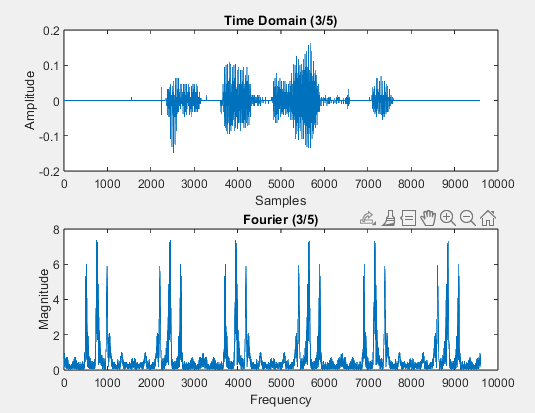 Time Domain (3/5)
0.2
0.1
0
-0.1
-0.2
Amplitude
0 1000 2000 3000 4000 5000 6000 7000 8000 9000 10000
Samples
Fourier (3/5)
8
6
4
2
0
Magnitude
0 1000 2000 3000 4000 5000 6000 7000 8000 9000 10000
Frequency